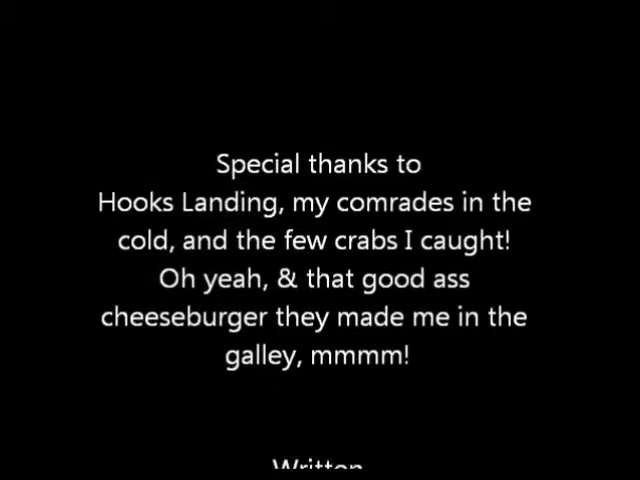 Special thanks to
Hooks Landing, my comrades in the
cold, and the few crabs I caught!
Oh yeah, & that good ass
cheeseburger they made me in the
galley, mmmm!
Written